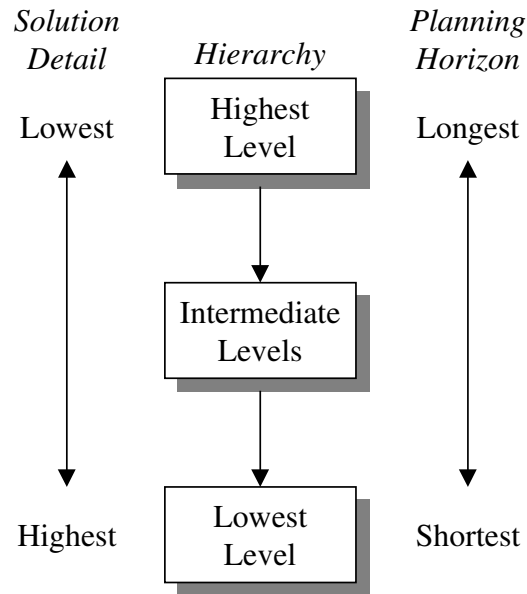 Solution
Detail
Hierarchy
Planning
Horizon
Lowest
Highest
Level
Longest
Intermediate
Levels
Highest
Lowest
Level
Shortest